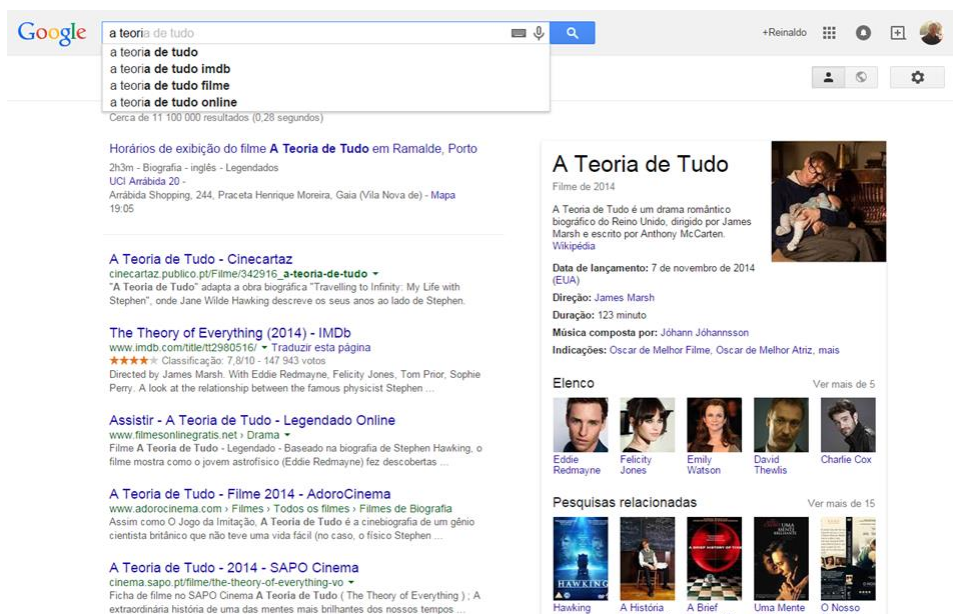 Google
a teoria de tudo
+Reinaldo
a teoria de tudo
a teoria de tudo imdb
a teoria de tudo filme
a teoria de tudo online
Cerca de 11 100 000 resultados (0,28 segundos)
Horários de exibição do filme A Teoria de Tudo em Ramalde, Porto
2h3m - Biografia - inglês - Legendados
UCI Arrábida 20 -
Arrábida Shopping, 244, Praceta Henrique Moreira, Gaia (Vila Nova de) - Mapa
19:05
A Teoria de Tudo - Cinecartaz
cinecartaz.publico.pt/Filme/342916_a-teoria-de-tudo
"A Teoria de Tudo" adapta a obra biográfica "Travelling to Infinity: My Life with
Stephen", onde Jane Wilde Hawking descreve os seus anos ao lado de Stephen.
The Theory of Everything (2014) - IMDb
www.imdb.com/title/tt2980516/ Traduzir esta página
Classificação: 7,8/10 - 147 943 votos
Directed by James Marsh. With Eddie Redmayne, Felicity Jones, Tom Prior, Sophie
Perry. A look at the relationship between the famous physicist Stephen ...
Assistir - A Teoria de Tudo - Legendado Online
www.filmesonlinegratis.net › Drama
Filme A Teoria de Tudo - Legendado - Baseado na biografia de Stephen Hawking, o
filme mostra como o jovem astrofísico (Eddie Redmayne) fez descobertas ...
A Teoria de Tudo - Filme 2014 - AdoroCinema
www.adorocinema.com › Filmes › Todos os filmes › Filmes de Biografia
Assim como O Jogo da Imitação, A Teoria de Tudo é a cinebiografia de um gênio
cientista britânico que não teve uma vida fácil (no caso, o físico Stephen ...
A Teoria de Tudo - 2014 - SAPO Cinema
cinema.sapo.pt/filme/the-theory-of-everything-vo
Ficha de filme no SAPO Cinema A Teoria de Tudo ( The Theory of Everything ) ; A
extraordinária história de uma das mentes mais brilhantes dos nossos tempos ...
A Teoria de Tudo
Filme de 2014
A Teoria de Tudo é um drama romântico
biográfico do Reino Unido, dirigido por James
Marsh e escrito por Anthony McCarten.
Wikipédia
Data de lançamento: 7 de novembro de 2014
(EUA)
Direção: James Marsh
Duração: 123 minuto
Música composta por: Jóhann Jóhannsson
Indicações: Oscar de Melhor Filme, Oscar de Melhor Atriz, mais
Elenco
Ver mais de 5
Eddie Redmayne
Felicity Jones
Emily Watson
David Thewlis
Charlie Cox
Pesquisas relacionadas
Ver mais de 15
HAWKING
UMA MENTE BRILHANTE
Hawking
A História
A Brief
Uma Mente
O Nosso